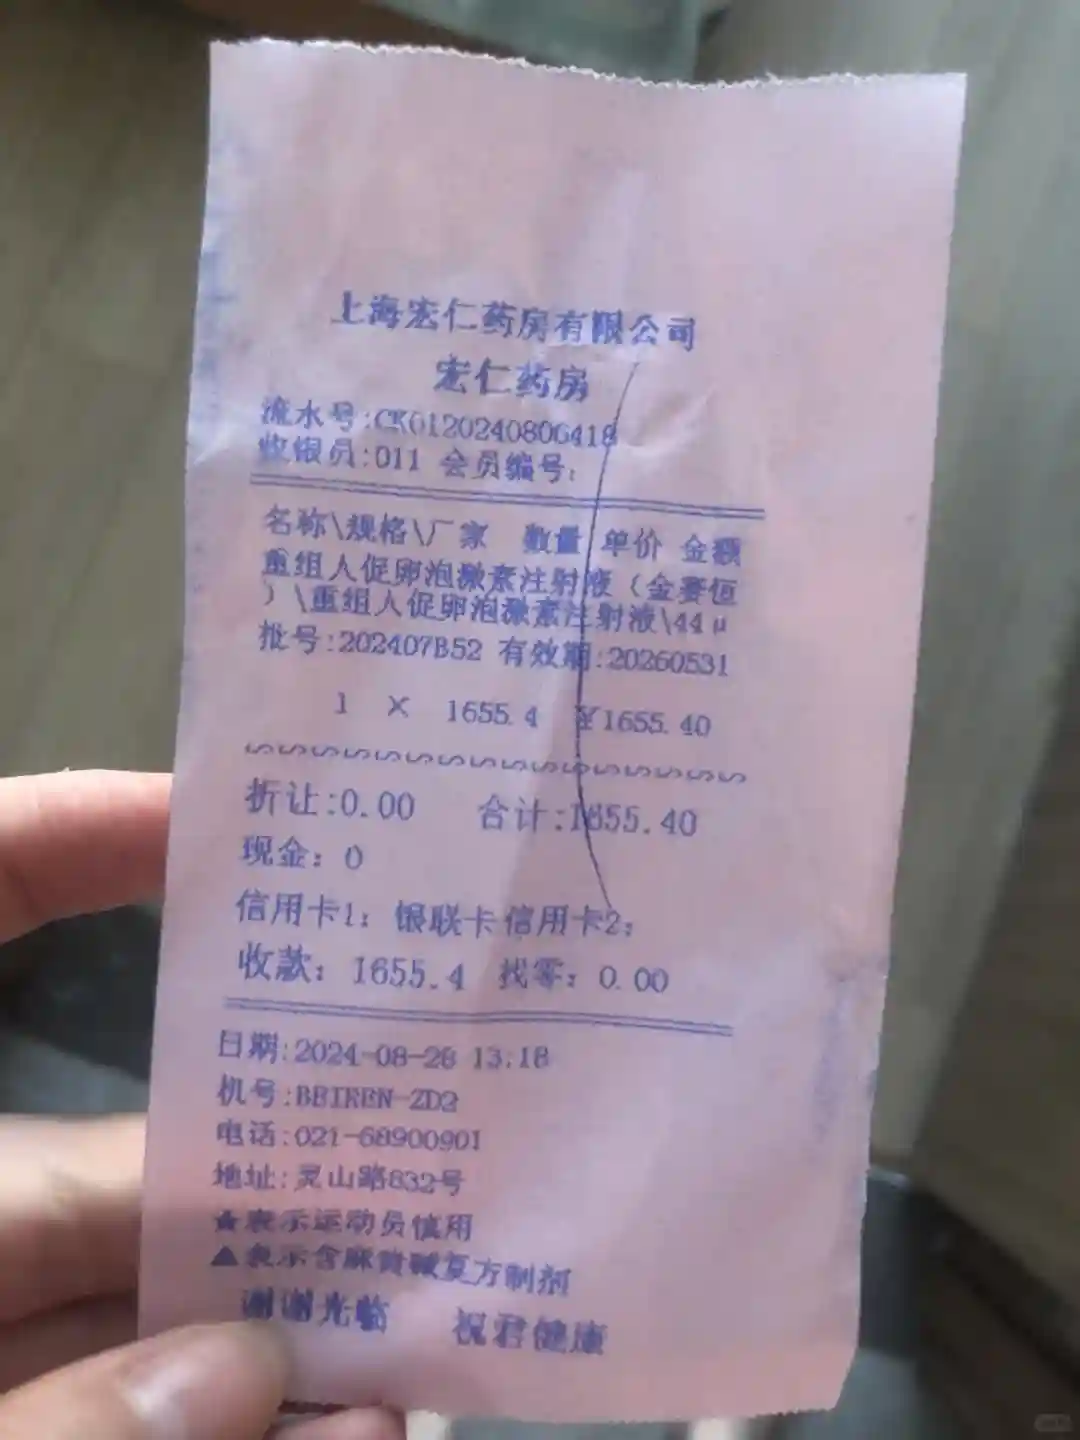 上海宏仁药房有限公司
宏仁药房
流水号:CK0120240806418
收银员:011 会员编号:
名称\规格\厂家 数量 单价 金额
重组人促卵泡激素注射液（金赛恒
）\重组人促卵泡激素注射液\44μ
批号:202407B52 有效期:20260531
1 × 1655.4 ¥1655.40
折让:0.00 合计:1655.40
现金: 0
信用卡1: 银联卡信用卡2:
收款: 1655.4 找零: 0.00
日期:2024-08-28 13:18
机号:
电话:021-68900901
地址:灵山路832号
★表示运动员慎用
▲表示含麻黄碱复方制剂
谢谢光临 祝君健康